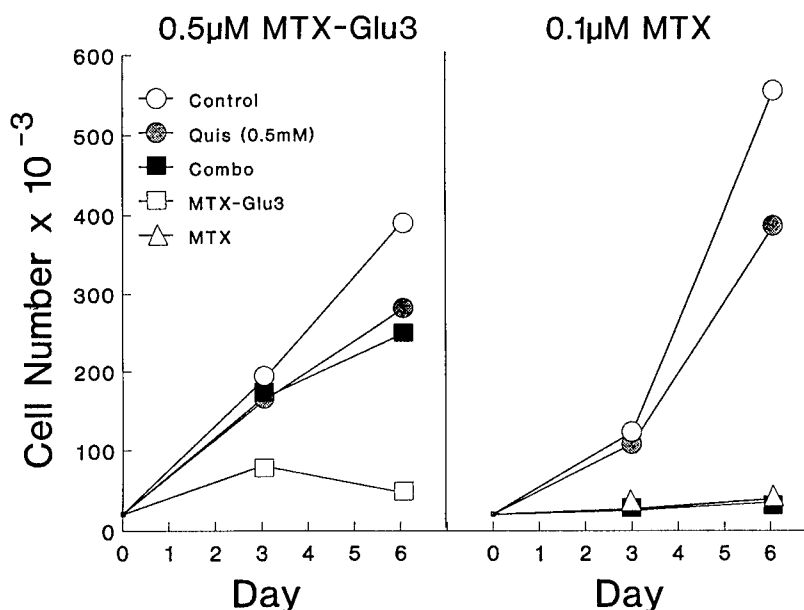 0.5µM MTX-Glu3
0.1µM MTX
Cell Number x 10⁻³
600
500
400
300
200
100
0
Control
Quis (0.5mM)
Combo
MTX-Glu3
MTX
0 1 2 3 4 5 6
0 1 2 3 4 5 6
Day
Day